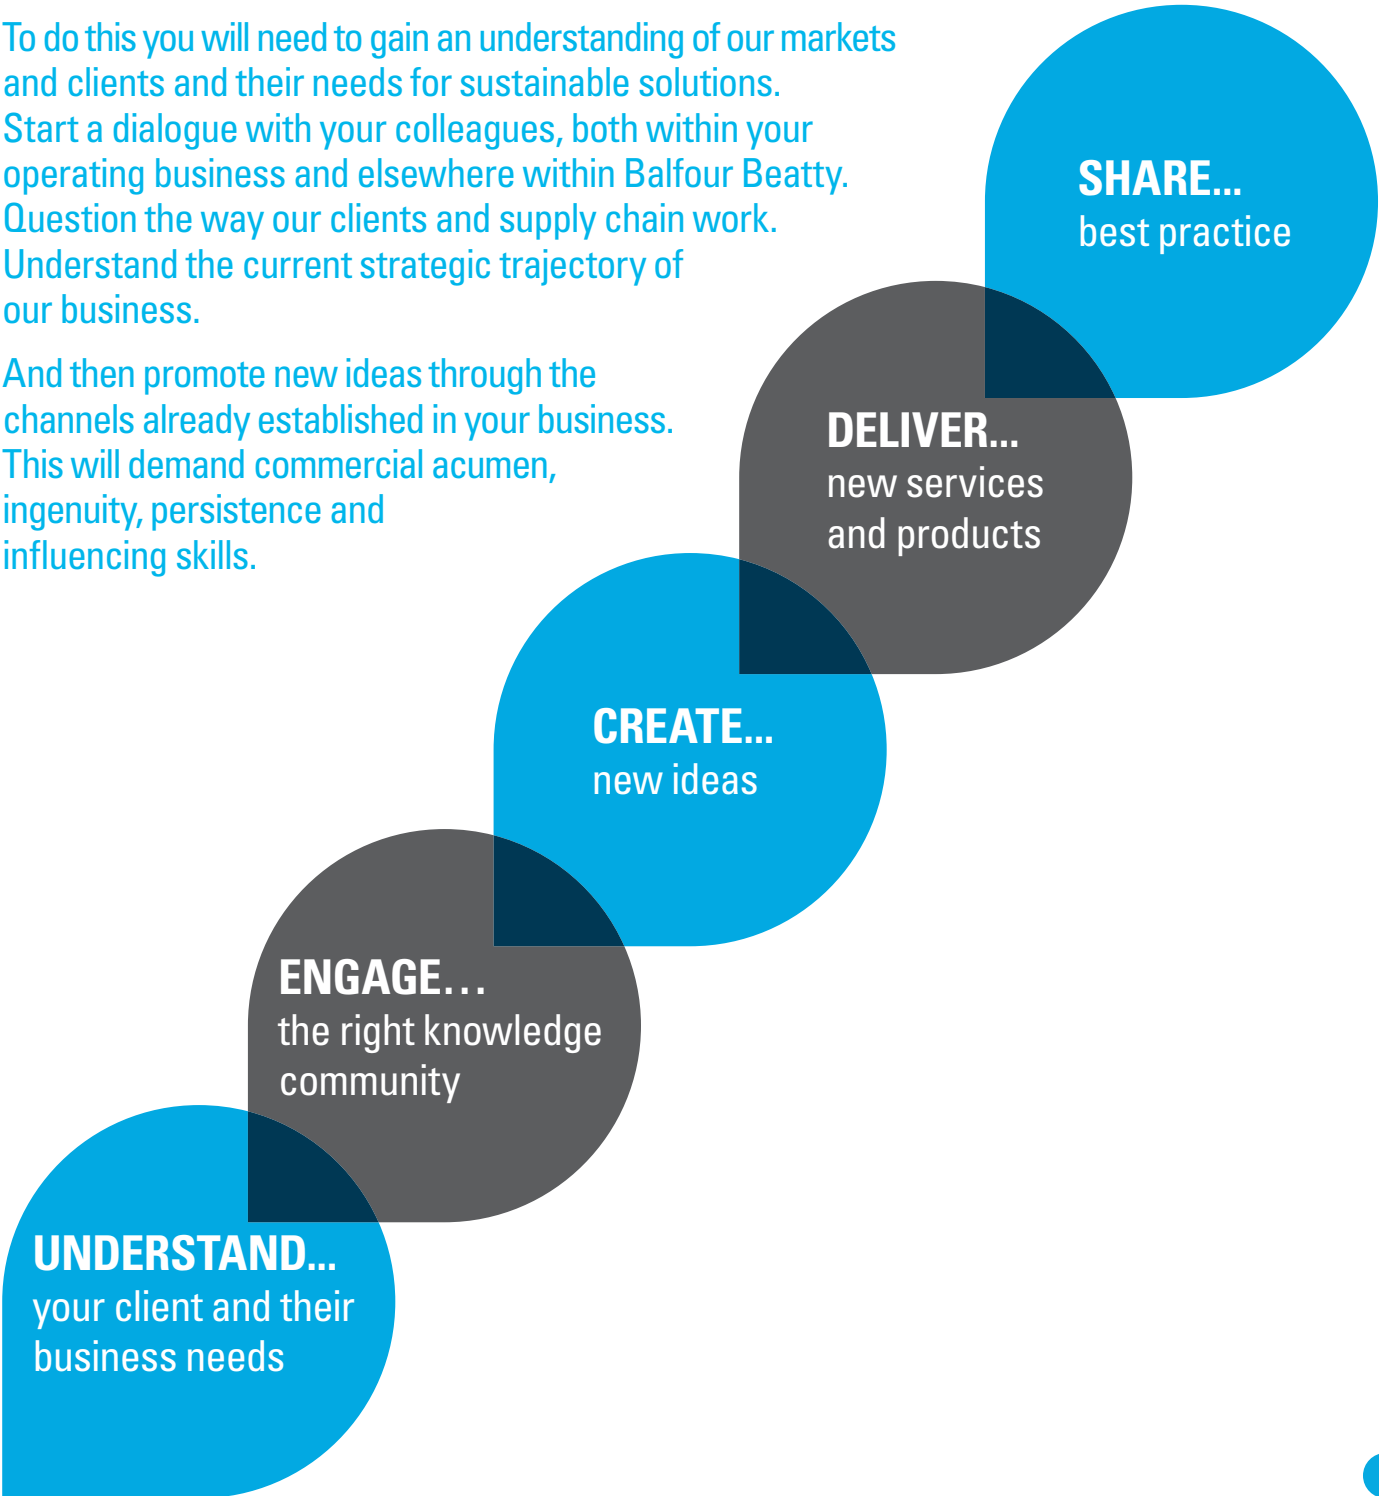 To do this you will need to gain an understanding of our markets
and clients and their needs for sustainable solutions.
Start a dialogue with your colleagues, both within your
operating business and elsewhere within Balfour Beatty.
Question the way our clients and supply chain work.
Understand the current strategic trajectory of
our business.
And then promote new ideas through the
channels already established in your business.
This will demand commercial acumen,
ingenuity, persistence and
influencing skills.
SHARE...
best practice
DELIVER...
new services
and products
CREATE...
new ideas
ENGAGE...
the right knowledge
community
UNDERSTAND...
your client and their
business needs